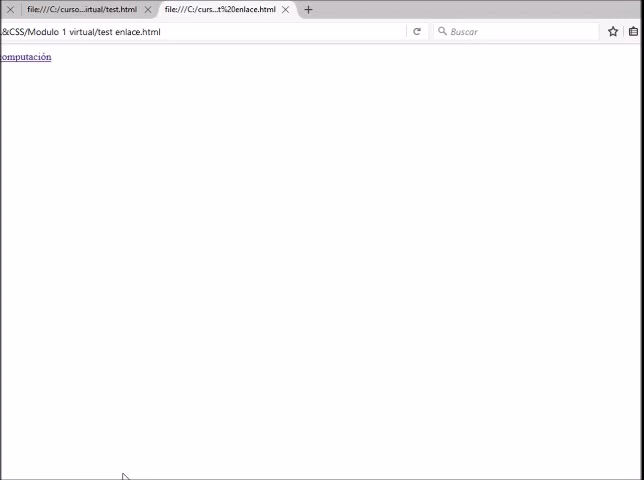 file:///C:/curso...irtual/test.html
file:///C:/curs...t%20enlace.html
.&CSS/Modulo 1 virtual/test enlace.html
Buscar
omputación